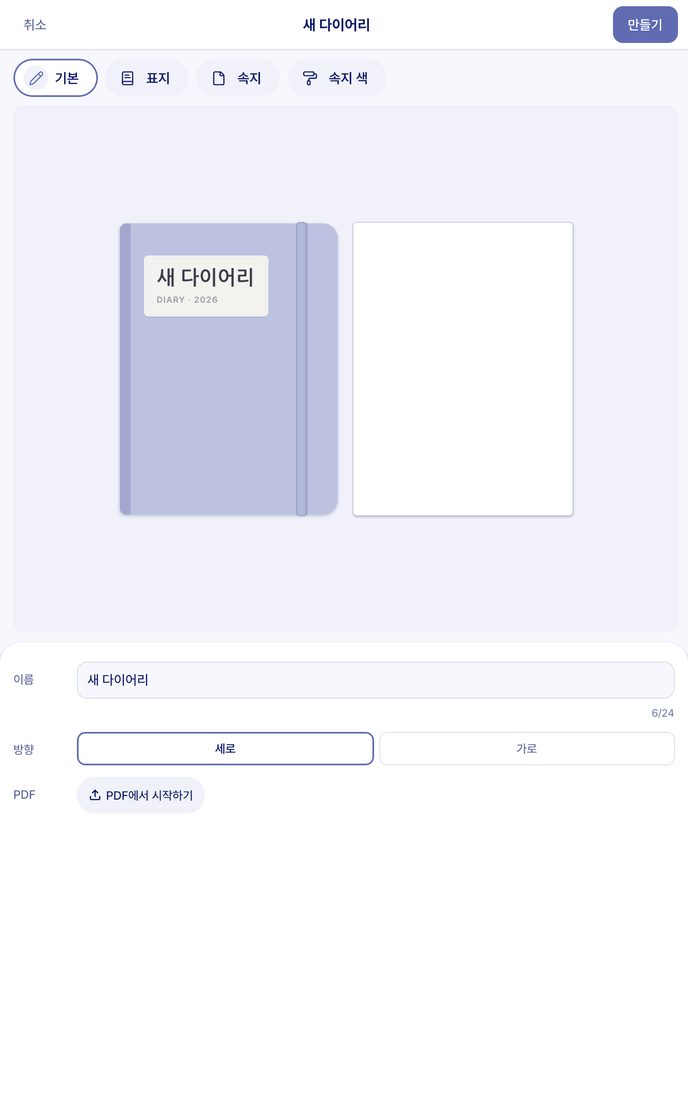 취소
새 다이어리
만들기
기본
표지
속지
속지 색
새 다이어리
DIARY · 2026
이름
새 다이어리
6/24
방향
세로
가로
PDF
PDF에서 시작하기